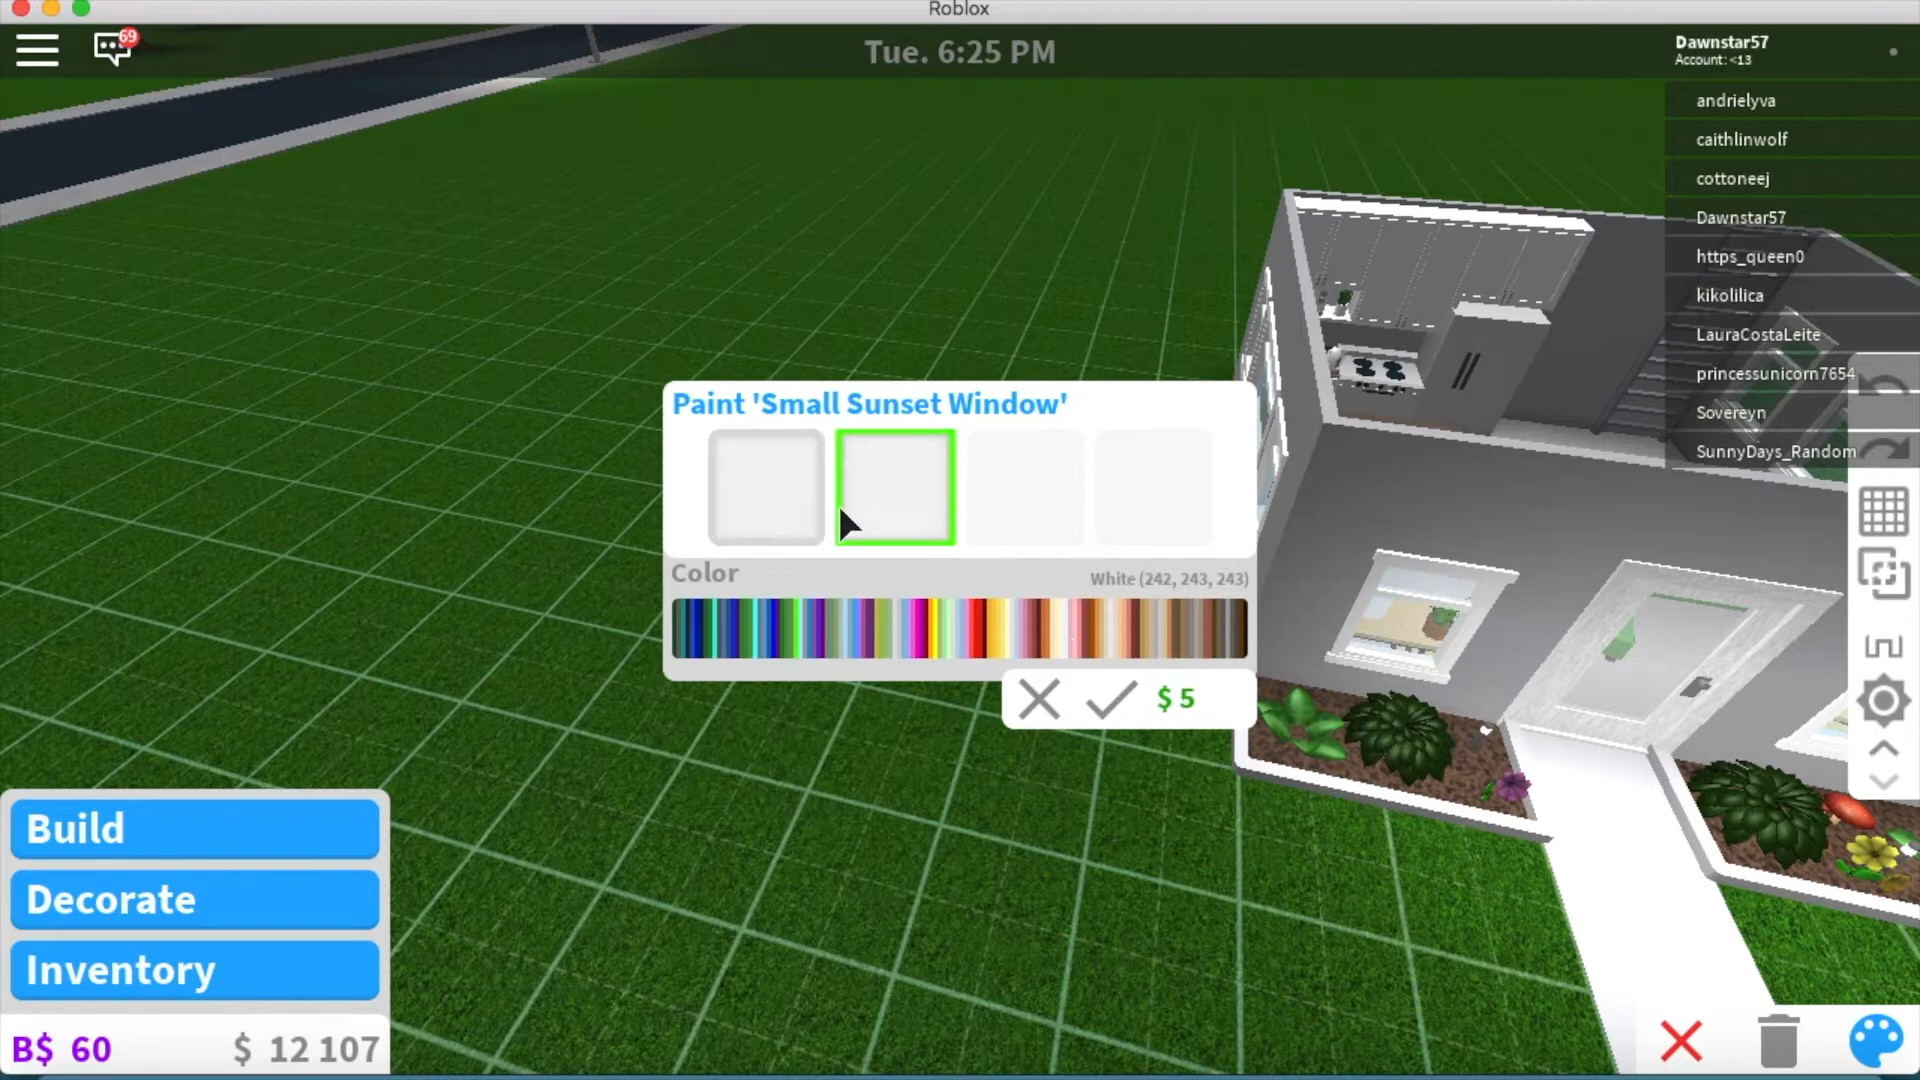 Roblox
69
Tue. 6:25 PM
Dawnstar57
Account: <13
andrielyva
caithlinwolf
cottoneej
Dawnstar57
https_queen0
kikolilica
LauraCostaLeite
princessunicorn7654
Sovereyn
SunnyDays_Random
Paint 'Small Sunset Window'
Color
White (242, 243, 243)
$ 5
Build
Decorate
Inventory
B$ 60
$ 12 107